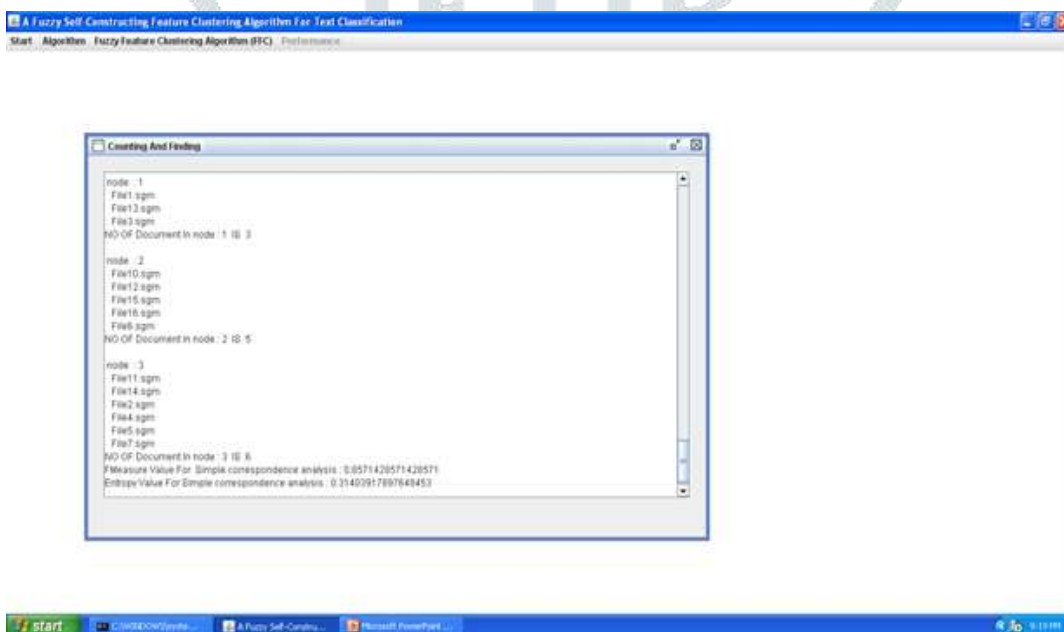 A Fuzzy Self-Constructing Feature Clustering Algorithm For Text Classification
Start Algorithm Fuzzy Feature Clustering Algorithm (FFC) Performance
Counting And Finding
node : 1
File1.sgm
File13.sgm
File3.sgm
NO OF Document In node : 1 IS 3
node : 2
File10.sgm
File12.sgm
File15.sgm
File16.sgm
File6.sgm
NO OF Document In node : 2 IS 5
node : 3
File11.sgm
File14.sgm
File2.sgm
File4.sgm
File5.sgm
File7.sgm
NO OF Document In node : 3 IS 6
FMeasure Value For Simple correspondence analysis : 0.8571428571428571
Entropy Value For Simple correspondence analysis :
start
A Fuzzy Self-Constru...
Microsoft PowerPoint ...